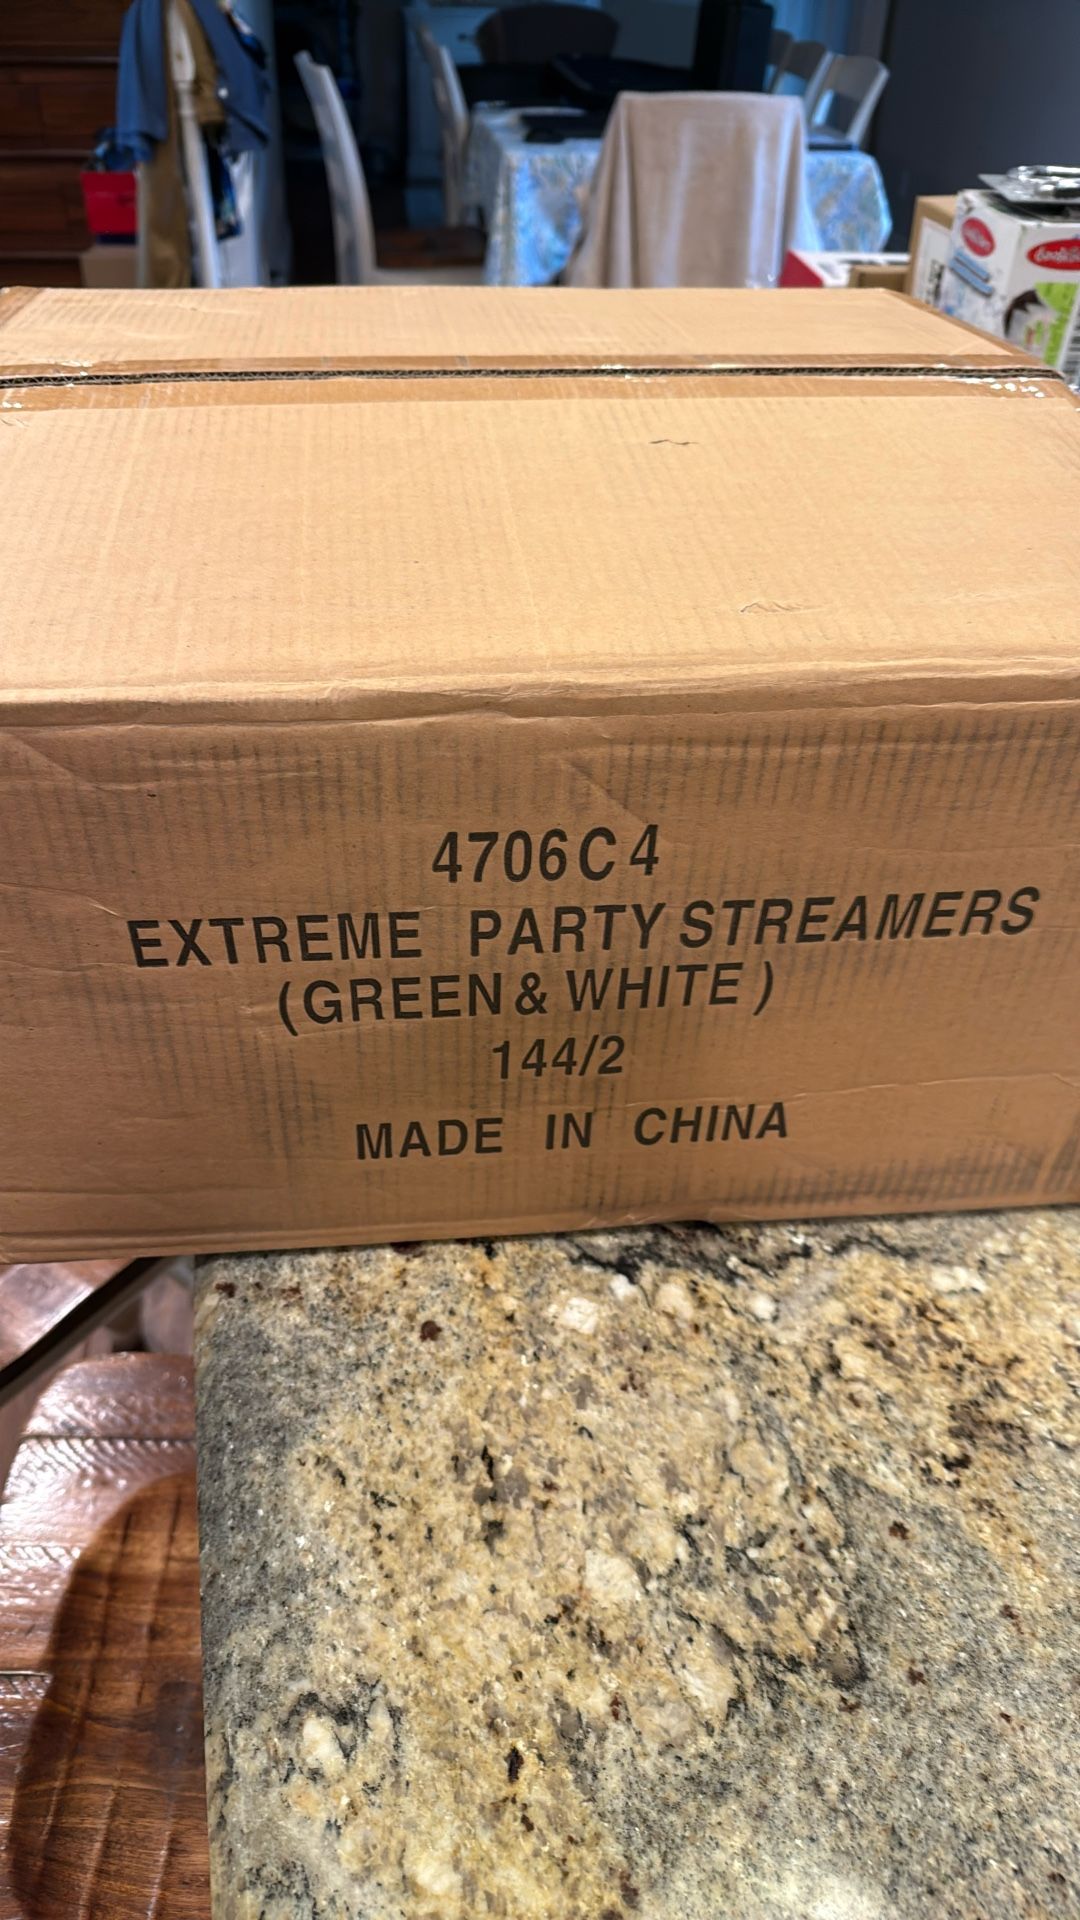 4706C4
EXTREME PARTY STREAMERS
(GREEN & WHITE)
144/2
MADE IN CHINA